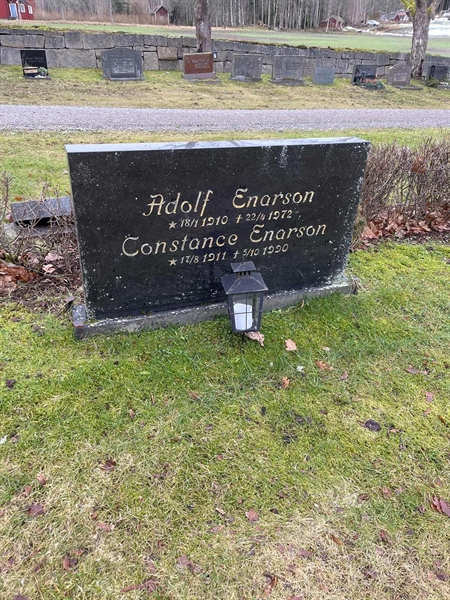 Adolf Enarson
* 18/1 1910 ✝ 22/4 1972
Constance Enarson
* 17/8 1911 ✝ 5/10 1990